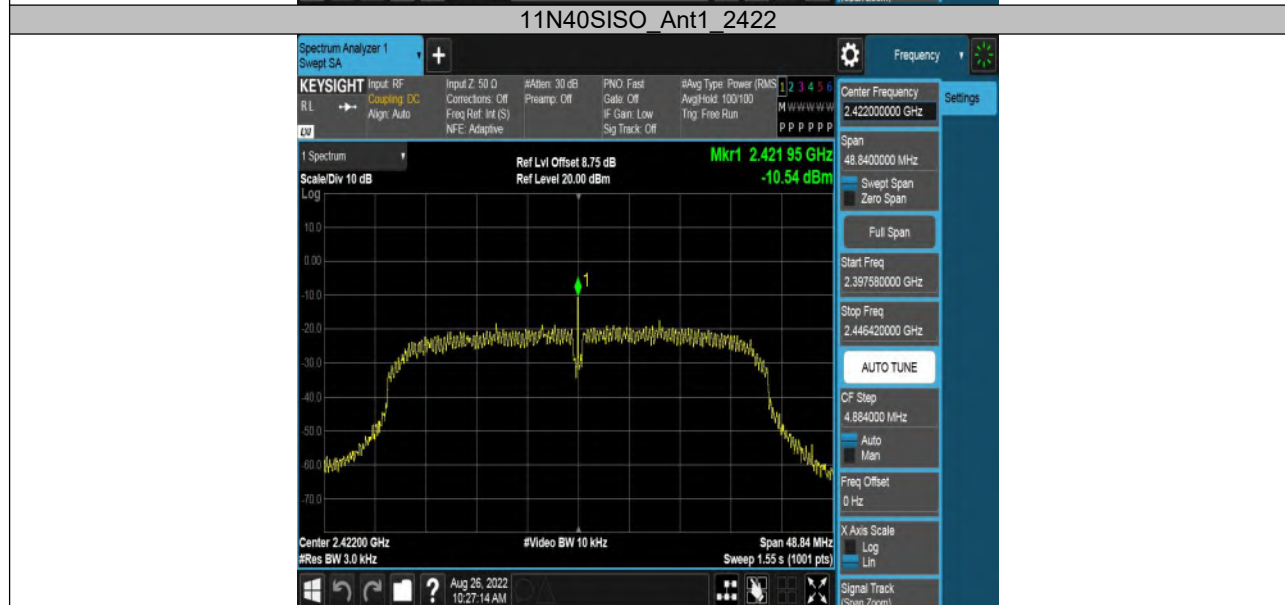 11N40SISO_Ant1_2422
Spectrum Analyzer 1
Swept SA
+
Frequency
KEYSIGHT
RL
LXI
Input: RF
Coupling: DC
Align: Auto
Input Z: 50 Ω
Corrections: Off
Freq Ref: Int (S)
NFE: Adaptive
#Atten: 30 dB
Preamp: Off
PNO: Fast
Gate: Off
IF Gain: Low
Sig Track: Off
#Avg Type: Power (RMS
Avg|Hold: 100/100
Trig: Free Run
1 2 3 4 5 6
M W W W W W
P P P P P P
Center Frequency
2.422000000 GHz
Settings
Span
48.8400000 MHz
Swept Span
Zero Span
Full Span
Start Freq
2.397580000 GHz
Stop Freq
2.446420000 GHz
AUTO TUNE
CF Step
4.884000 MHz
Auto
Man
Freq Offset
0 Hz
X Axis Scale
Log
Lin
Signal Track
(Span Zoom)
1 Spectrum
Scale/Div 10 dB
Log
Ref Lvl Offset 8.75 dB
Ref Level 20.00 dBm
Mkr1 2.421 95 GHz
-10.54 dBm
10.0
0.00
-10.0
-20.0
-30.0
-40.0
-50.0
-60.0
-70.0
1
Center 2.42200 GHz
#Res BW 3.0 kHz
#Video BW 10 kHz
Span 48.84 MHz
Sweep 1.55 s (1001 pts)
?
Aug 26, 2022
10:27:14 AM